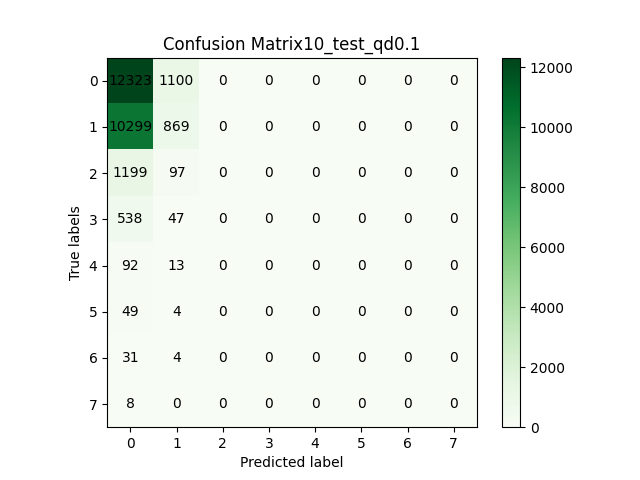 Confusion Matrix10_test_qd0.1
0 12323 1100 0 0 0 0 0 0
1 10299 869 0 0 0 0 0 0
2 1199 97 0 0 0 0 0 0
3 538 47 0 0 0 0 0 0
4 92 13 0 0 0 0 0 0
5 49 4 0 0 0 0 0 0
6 31 4 0 0 0 0 0 0
7 8 0 0 0 0 0 0 0
0 1 2 3 4 5 6 7
Predicted label
True labels
12000
10000
8000
6000
4000
2000
0